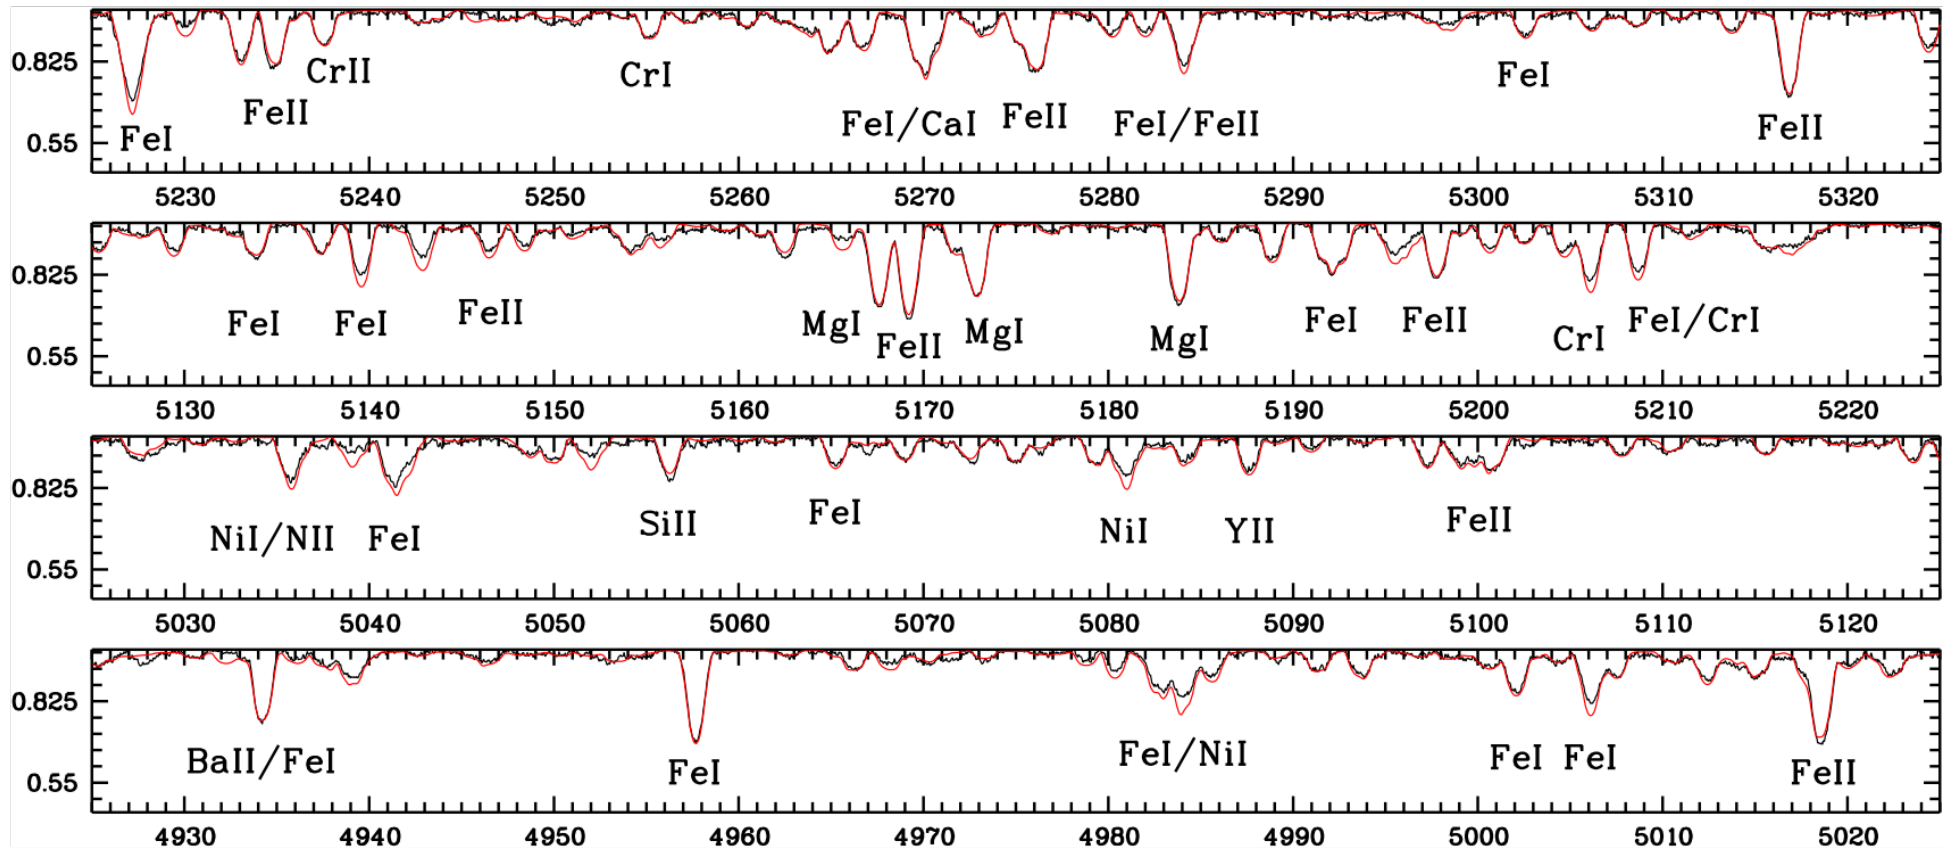 0.825
CrII CrI FeI
FeII FeI/CaI FeII FeI/FeII FeII
0.55 FeI
5230 5240 5250 5260 5270 5280 5290 5300 5310 5320
0.825
FeI FeI FeII MgI FeII MgI MgI FeI FeII CrI FeI/CrI
0.55
5130 5140 5150 5160 5170 5180 5190 5200 5210 5220
0.825
NiI/NII FeI SiII FeI NiI YII FeII
0.55
5030 5040 5050 5060 5070 5080 5090 5100 5110 5120
0.825
BaII/FeI FeI FeI/NiI FeI FeI FeII
0.55
4930 4940 4950 4960 4970 4980 4990 5000 5010 5020